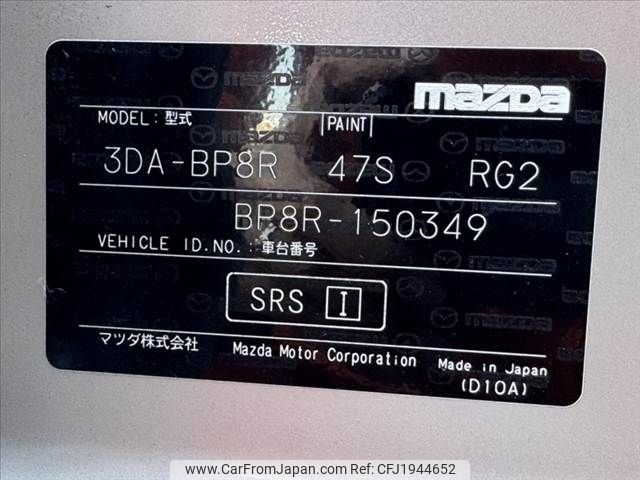 mazda
MODEL: 型式 PAINT
3DA-BP8R 47S RG2
BP8R-150349
VEHICLE ID.NO.: 車台番号
SRS I
マツダ株式会社 Mazda Motor Corporation Made in Japan
(D10A)
www.CarFromJapan.com - CFJ1944652